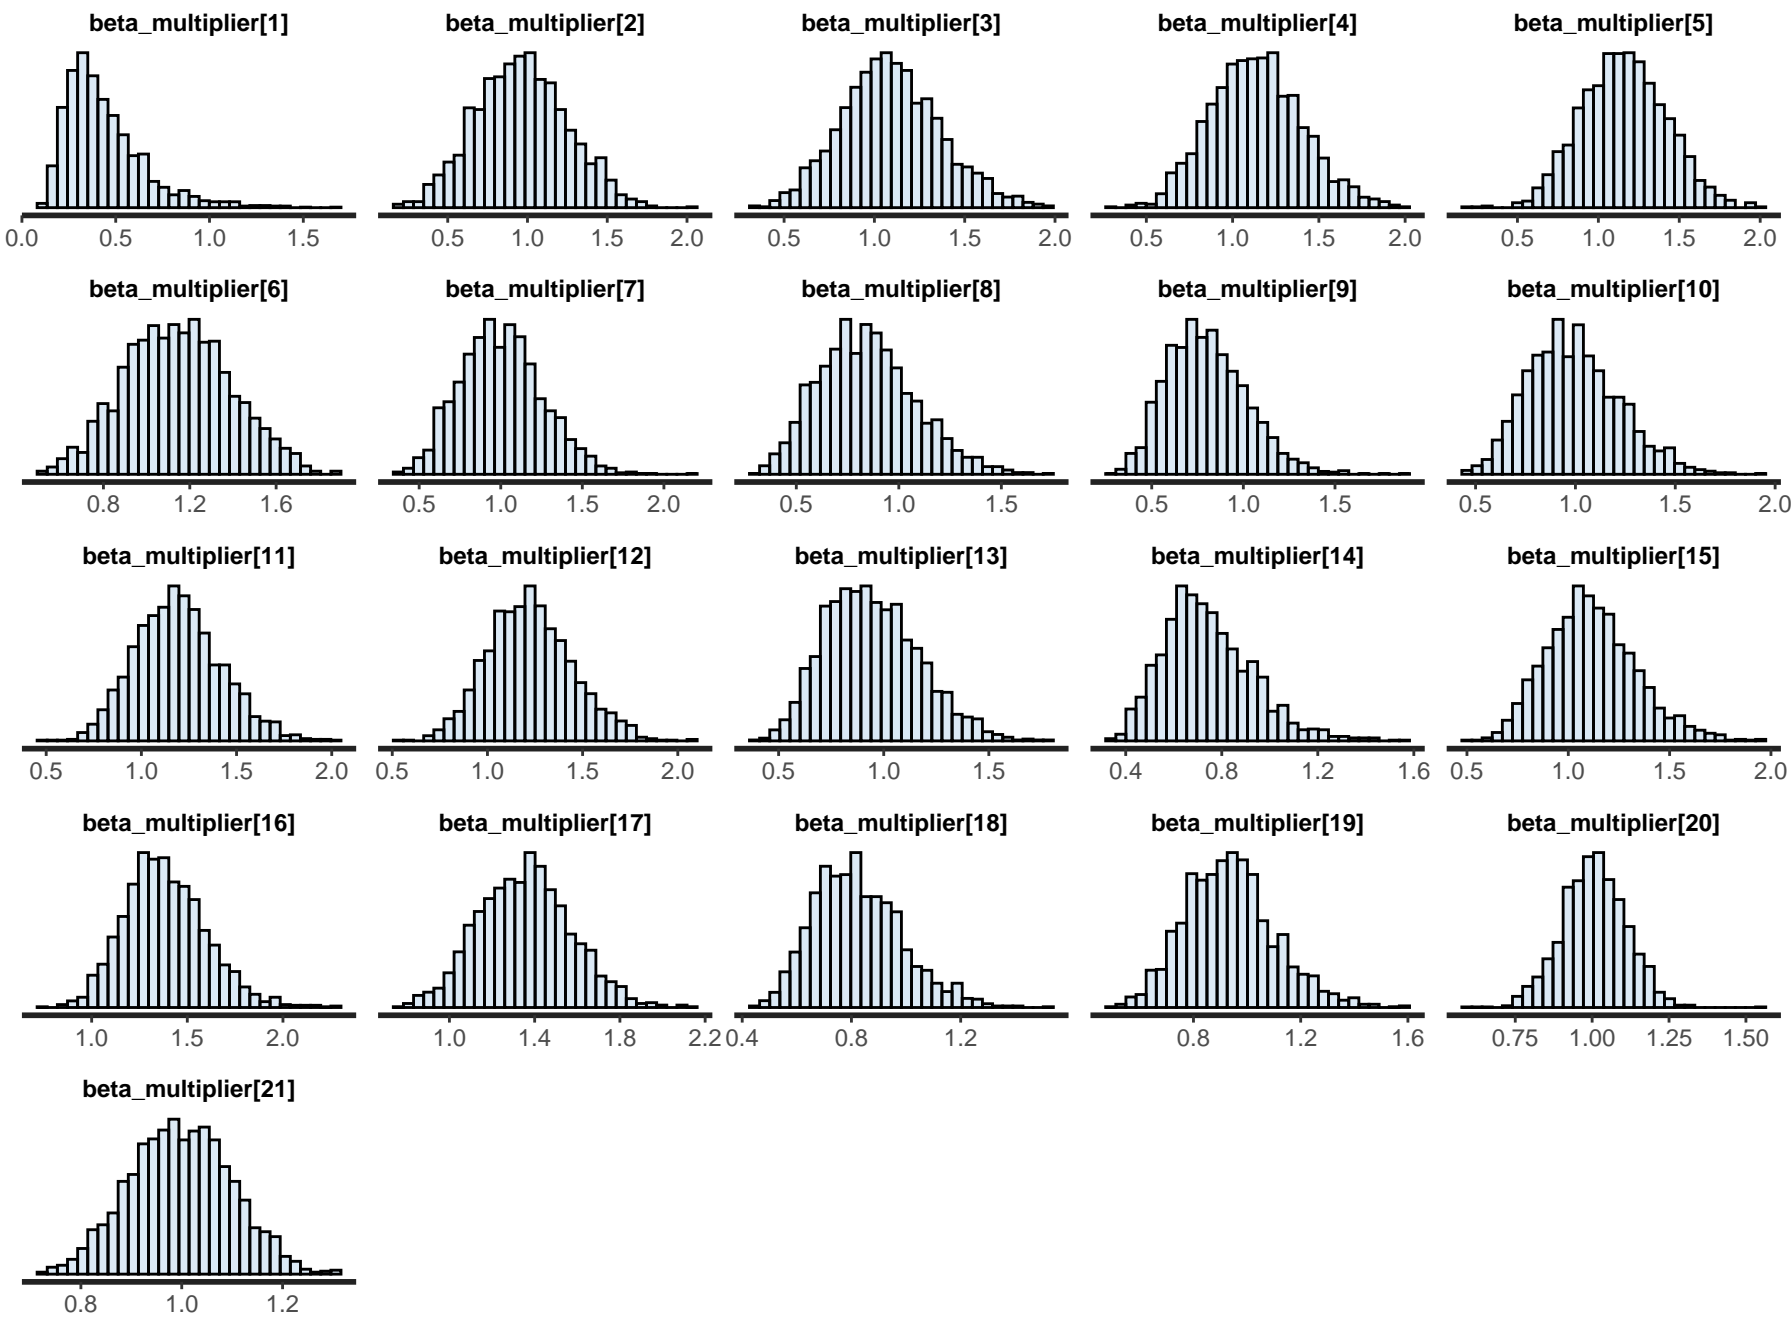 beta_multiplier[1] beta_multiplier[2] beta_multiplier[3] beta_multiplier[4] beta_multiplier[5]
0.0 0.5 1.0 1.5 0.5 1.0 1.5 2.0 0.5 1.0 1.5 2.0 0.5 1.0 1.5 2.0 0.5 1.0 1.5 2.0
beta_multiplier[6] beta_multiplier[7] beta_multiplier[8] beta_multiplier[9] beta_multiplier[10]
0.8 1.2 1.6 0.5 1.0 1.5 2.0 0.5 1.0 1.5 0.5 1.0 1.5 0.5 1.0 1.5 2.0
beta_multiplier[11] beta_multiplier[12] beta_multiplier[13] beta_multiplier[14] beta_multiplier[15]
0.5 1.0 1.5 2.0 0.5 1.0 1.5 2.0 0.5 1.0 1.5 0.4 0.8 1.2 1.6 0.5 1.0 1.5 2.0
beta_multiplier[16] beta_multiplier[17] beta_multiplier[18] beta_multiplier[19] beta_multiplier[20]
1.0 1.5 2.0 1.0 1.4 1.8 2.2 0.4 0.8 1.2 0.8 1.2 1.6 0.75 1.00 1.25 1.50
beta_multiplier[21]
0.8 1.0 1.2